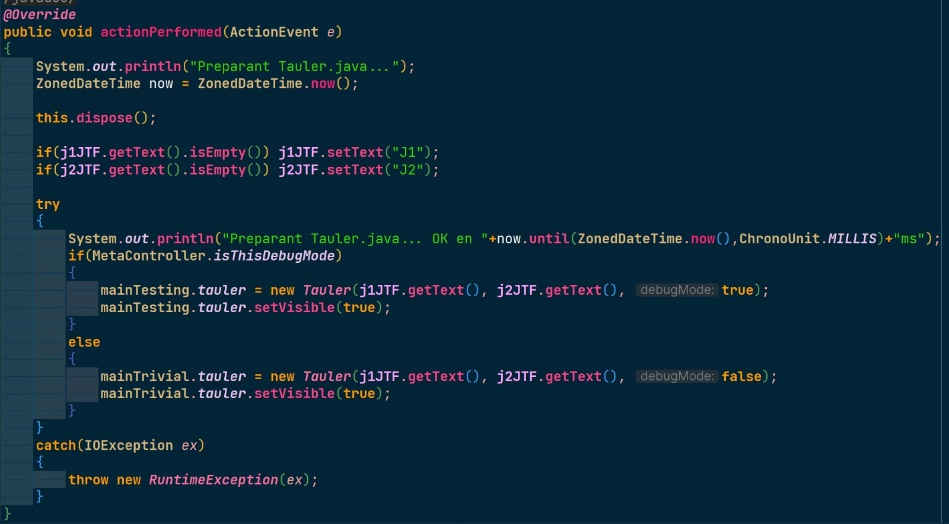 /javadoc/
@Override
public void actionPerformed(ActionEvent e)
{
System.out.println("Preparant Tauler.java...");
ZonedDateTime now = ZonedDateTime.now();
this.dispose();
if(j1JTF.getText().isEmpty()) j1JTF.setText("J1");
if(j2JTF.getText().isEmpty()) j2JTF.setText("J2");
try
{
System.out.println("Preparant Tauler.java... OK en "+now.until(ZonedDateTime.now(),ChronoUnit.MILLIS)+"ms");
if(MetaController.isThisDebugMode)
{
mainTesting.tauler = new Tauler(j1JTF.getText(), j2JTF.getText(), debugMode: true);
mainTesting.tauler.setVisible(true);
}
else
{
mainTrivial.tauler = new Tauler(j1JTF.getText(), j2JTF.getText(), debugMode: false);
mainTrivial.tauler.setVisible(true);
}
}
catch(IOException ex)
{
throw new RuntimeException(ex);
}
}